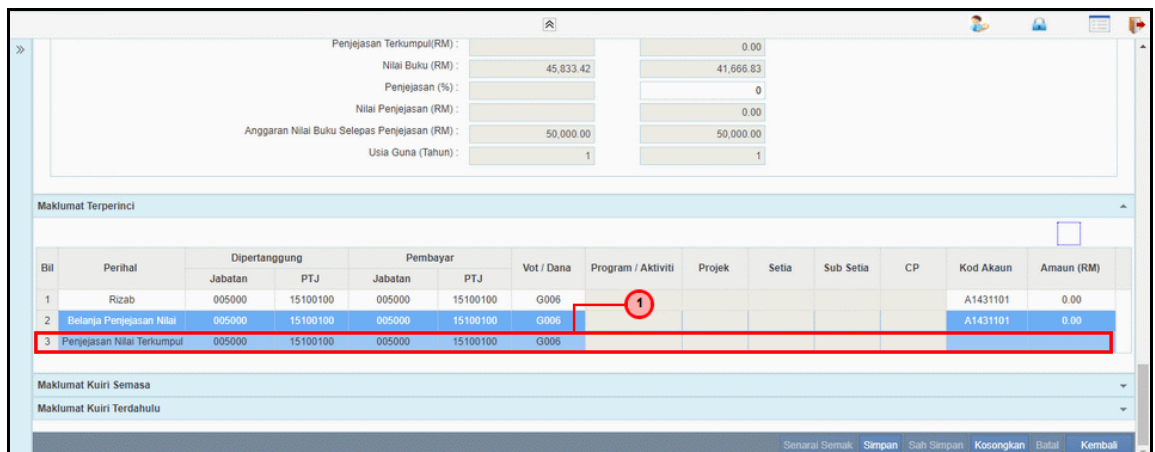 Penjejasan Terkumpul(RM) : 0.00
Nilai Buku (RM) : 45,833.42 41,666.83
Penjejasan (%) : 0
Nilai Penjejasan (RM) : 0.00
Anggaran Nilai Buku Selepas Penjejasan (RM) : 50,000.00 50,000.00
Usia Guna (Tahun) : 1 1
Maklumat Terperinci
Bil Perihal Dipertanggung Pembayar Vot / Dana Program / Aktiviti Projek Setia Sub Setia CP Kod Akaun Amaun (RM)
Jabatan PTJ Jabatan PTJ
1 Rizab 005000 15100100 005000 15100100 G006 A1431101 0.00
1
2 Belanja Penjejasan Nilai 005000 15100100 005000 15100100 G006 A1431101 0.00
3 Penjejasan Nilai Terkumpul 005000 15100100 005000 15100100 G006
Maklumat Kuiri Semasa
Maklumat Kuiri Terdahulu
Senarai Semak Simpan Sah Simpan Kosongkan Batal Kembali